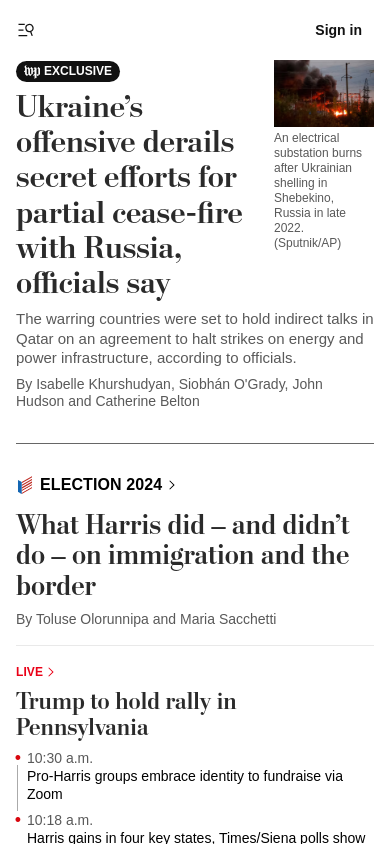 Sign in
wp EXCLUSIVE
Ukraine’s
offensive derails
secret efforts for
partial cease-fire
with Russia,
officials say
An electrical
substation burns
after Ukrainian
shelling in
Shebekino,
Russia in late
2022.
(Sputnik/AP)
The warring countries were set to hold indirect talks in
Qatar on an agreement to halt strikes on energy and
power infrastructure, according to officials.
By Isabelle Khurshudyan, Siobhán O'Grady, John
Hudson and Catherine Belton
ELECTION 2024
What Harris did – and didn’t
do – on immigration and the
border
By Toluse Olorunnipa and Maria Sacchetti
LIVE
Trump to hold rally in
Pennsylvania
10:30 a.m.
Pro-Harris groups embrace identity to fundraise via
Zoom
10:18 a.m.
Harris gains in four key states, Times/Siena polls show